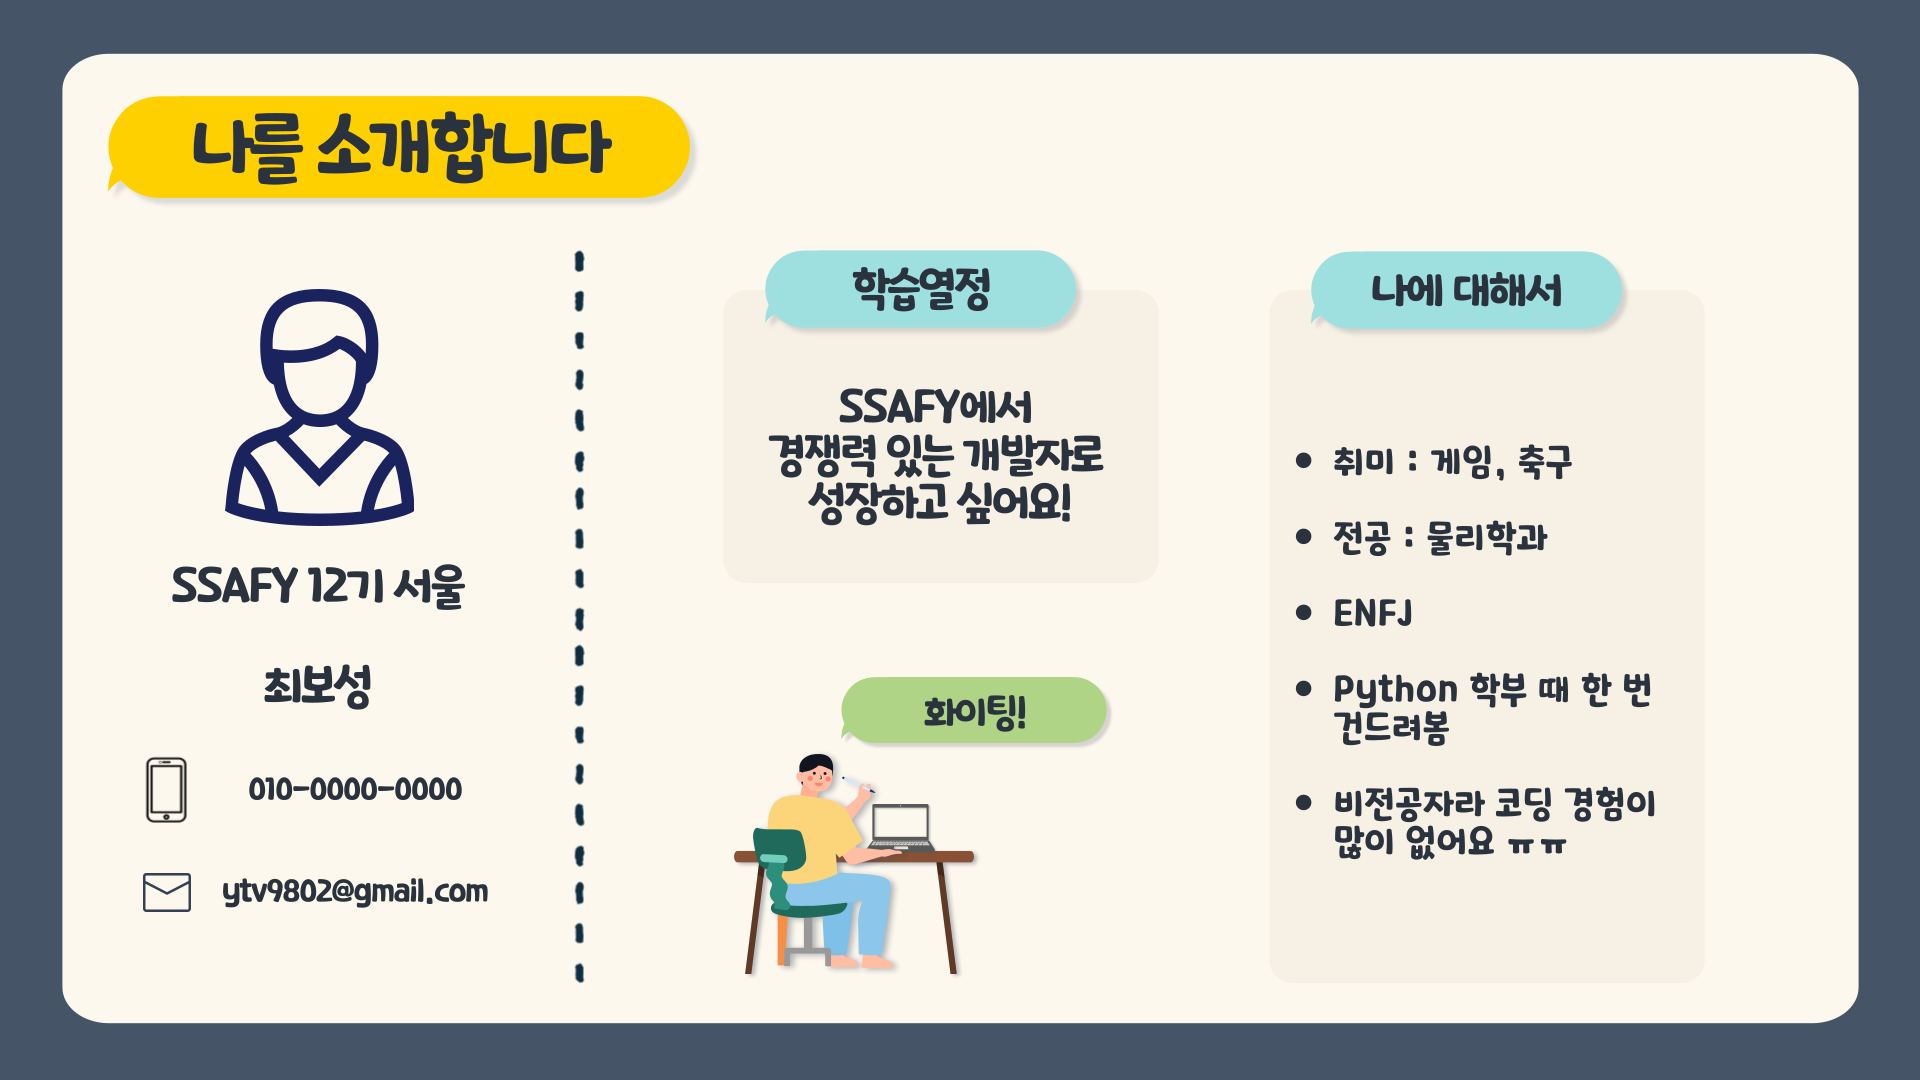 나를 소개합니다
SSAFY 12기 서울
최보성
010-0000-0000
ytv9802@gmail.com
학습열정
SSAFY에서
경쟁력 있는 개발자로
성장하고 싶어요!
화이팅!
나에 대해서
● 취미 : 게임, 축구
● 전공 : 물리학과
● ENFJ
● Python 학부 때 한 번
건드려봄
● 비전공자라 코딩 경험이
많이 없어요 ㅠㅠ